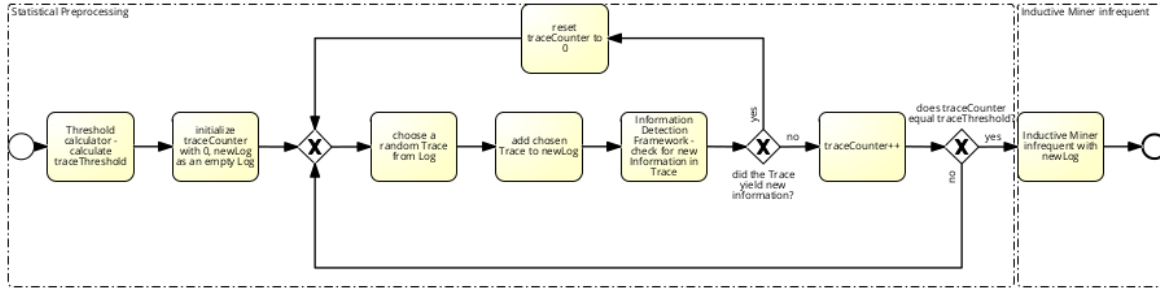 Statistical Preprocessing
Inductive Miner infrequent
reset
traceCounter to
0
Threshold
calculator -
calculate
traceThreshold
initialize
traceCounter
with 0, newLog
as an empty Log
choose a
random Trace
from Log
add chosen
Trace to newLog
Information
Detection
Framework -
check for new
Information in
Trace
yes
no
did the Trace
yield new
information?
traceCounter++
does traceCounter
equal traceThreshold?
yes
no
Inductive Miner
infrequent with
newLog